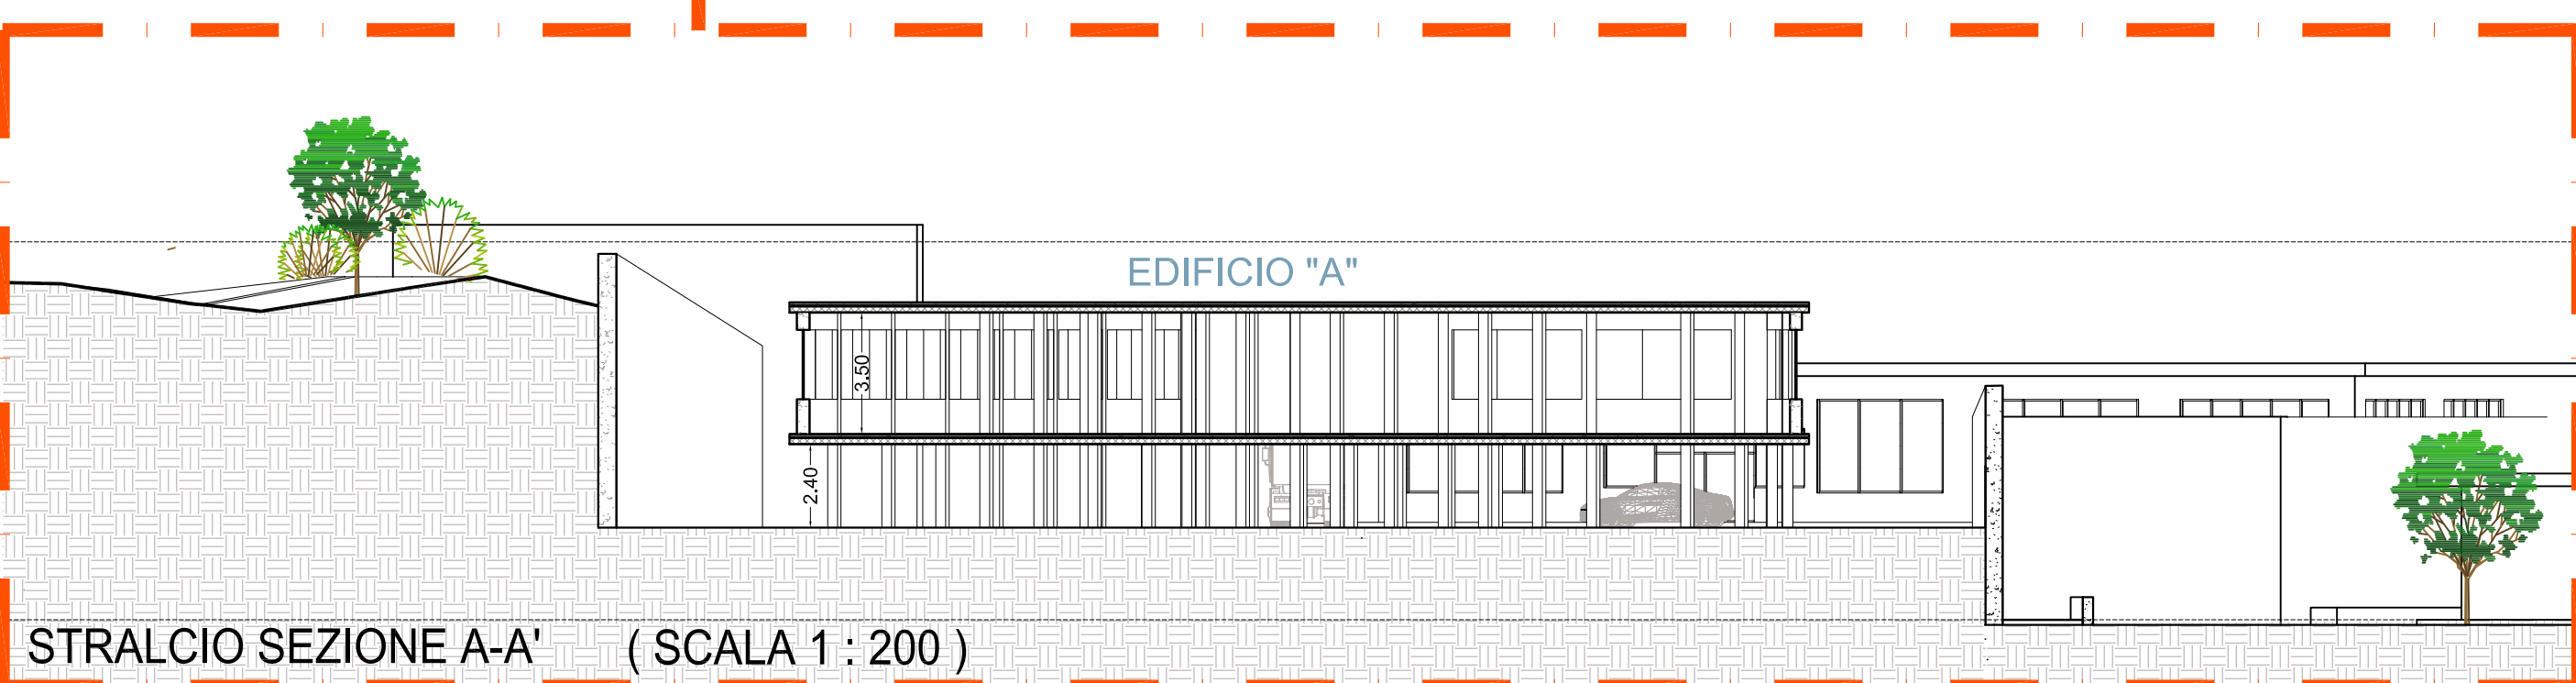 EDIFICIO "A"
3.50
2.40
STRALCIO SEZIONE A-A' ( SCALA 1 : 200 )